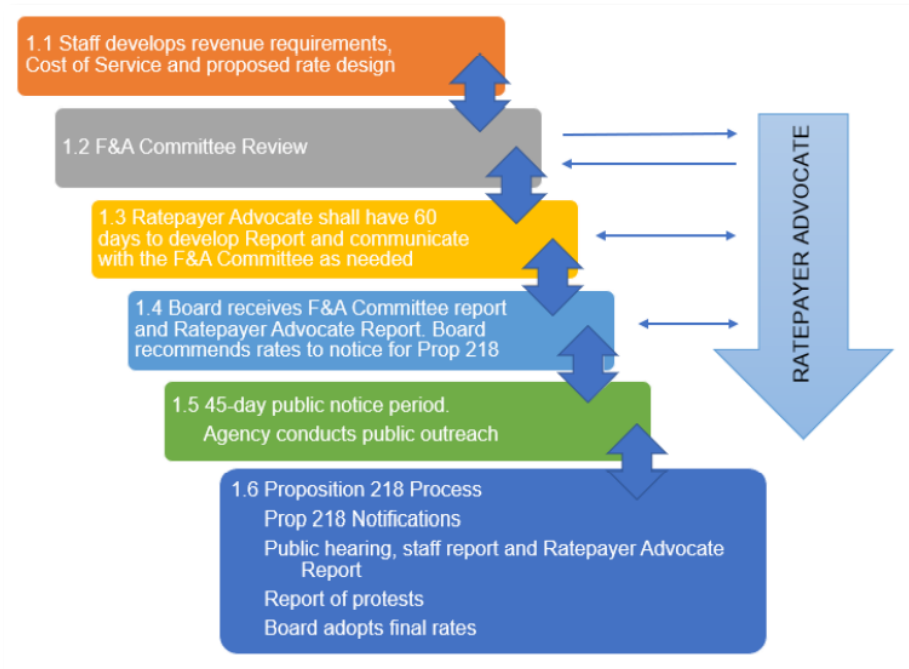 1.1 Staff develops revenue requirements,
Cost of Service and proposed rate design
1.2 F&A Committee Review
1.3 Ratepayer Advocate shall have 60
days to develop Report and communicate
with the F&A Committee as needed
1.4 Board receives F&A Committee report
and Ratepayer Advocate Report. Board
recommends rates to notice for Prop 218
1.5 45-day public notice period.
Agency conducts public outreach
1.6 Proposition 218 Process
Prop 218 Notifications
Public hearing, staff report and Ratepayer Advocate
Report
Report of protests
Board adopts final rates
RATEPAYER ADVOCATE